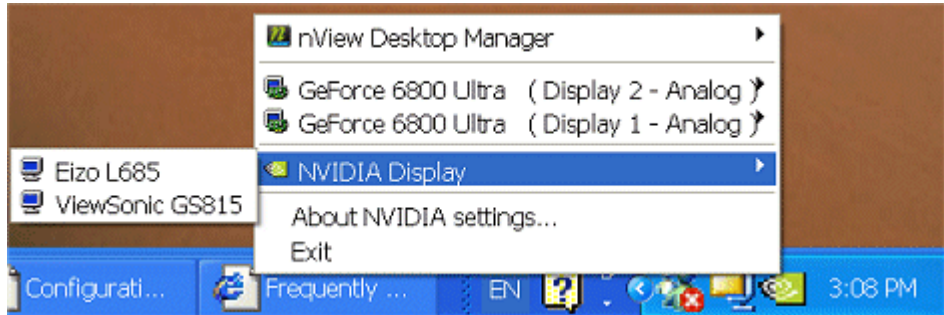 nView Desktop Manager
GeForce 6800 Ultra ( Display 2 - Analog )
GeForce 6800 Ultra ( Display 1 - Analog )
NVIDIA Display
Eizo L685
ViewSonic GS815
About NVIDIA settings...
Exit
Configurati...
Frequently ...
EN
3:08 PM